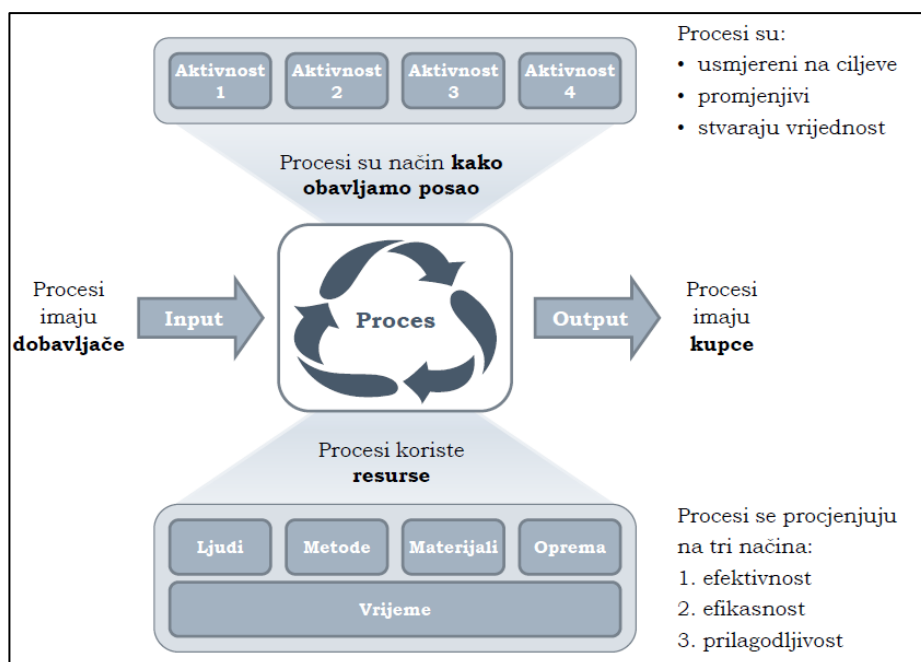 Aktivnost
1
Aktivnost
2
Aktivnost
3
Aktivnost
4
Procesi su:
• usmjereni na ciljeve
• promjenjivi
• stvaraju vrijednost
Procesi su način kako
obavljamo posao
Procesi
imaju
dobavljače
Input
Proces
Output
Procesi
imaju
kupce
Procesi koriste
resurse
Ljudi
Metode
Materijali
Oprema
Vrijeme
Procesi se procjenjuju
na tri načina:
1. efektivnost
2. efikasnost
3. prilagodljivost